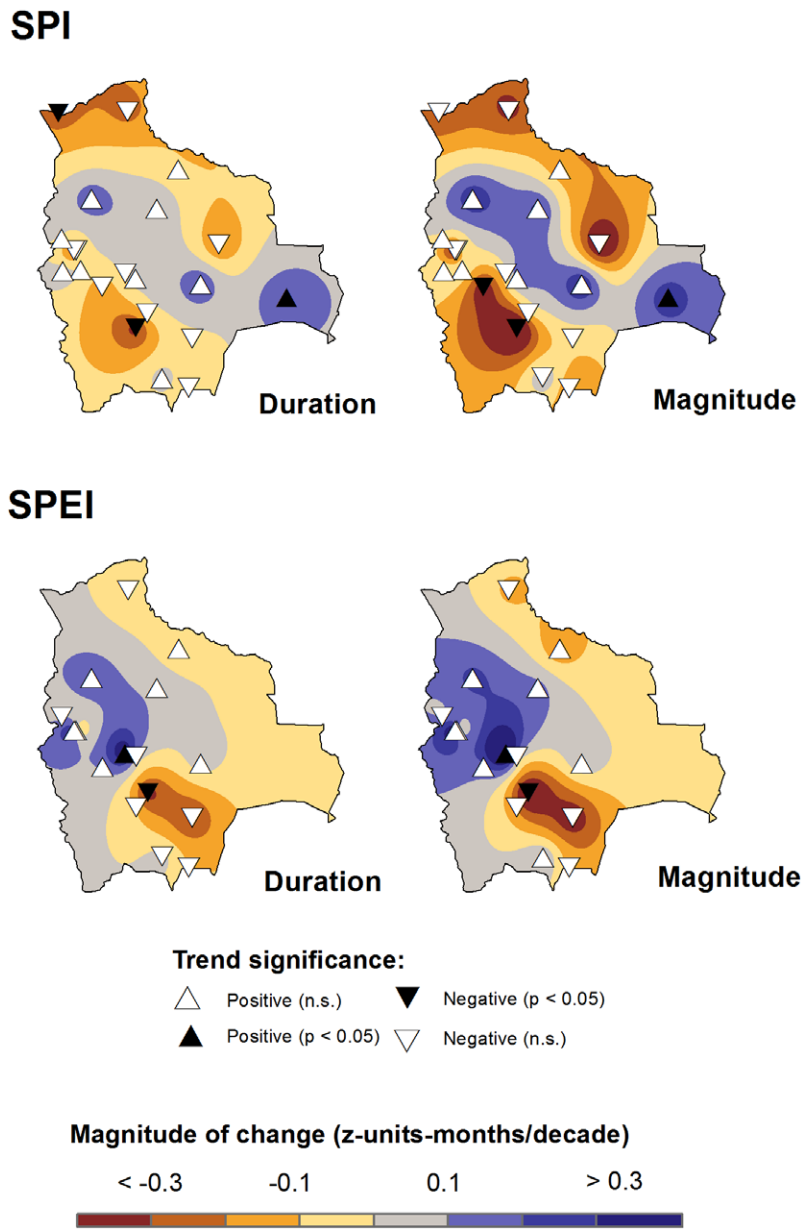 SPI
Duration
Magnitude
SPEI
Duration
Magnitude
Trend significance:
Positive (n.s.) Negative (p < 0.05)
Positive (p < 0.05) Negative (n.s.)
Magnitude of change (z-units-months/decade)
< -0.3 -0.1 0.1 > 0.3